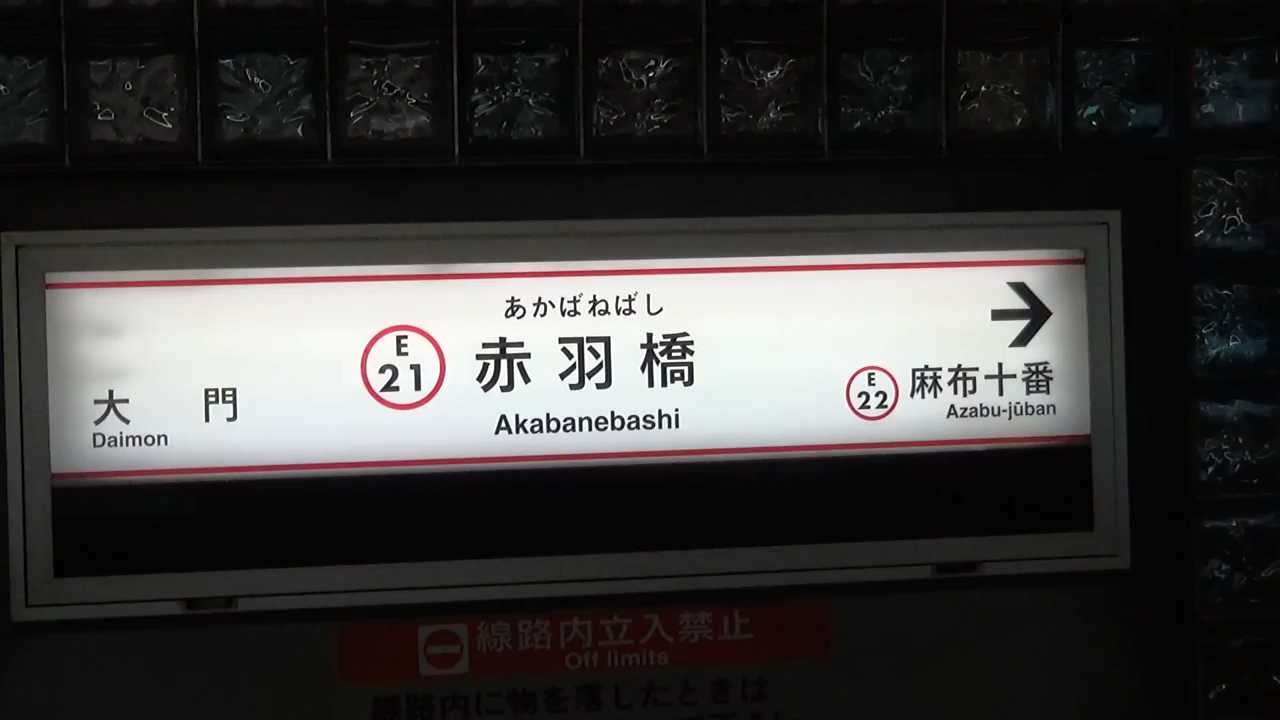 あかばねばし
E
21
赤羽橋
Akabanebashi
大門
Daimon
→
E
22
麻布十番
Azabu-jūban
線路内立入禁止
Off limits
線路内に物を落したときは